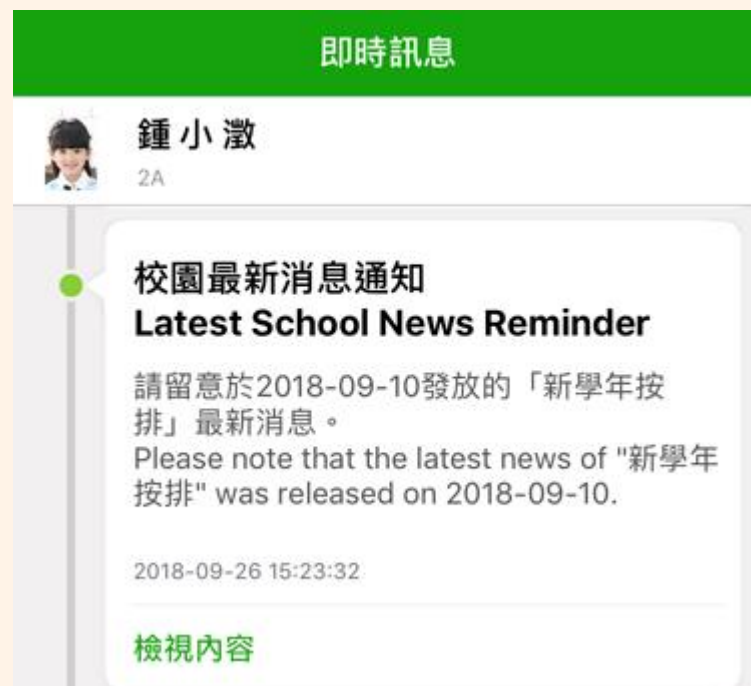 即時訊息
鍾小澂
2A
校園最新消息通知
Latest School News Reminder
請留意於2018-09-10發放的「新學年按
排」最新消息。
Please note that the latest news of "新學年
按排" was released on 2018-09-10.
2018-09-26 15:23:32
檢視內容